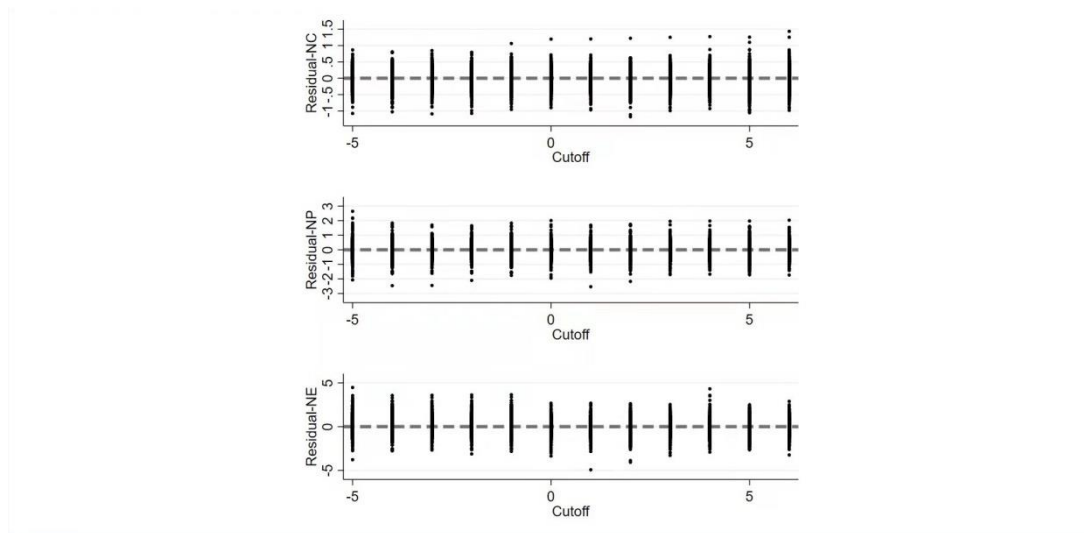 Residual-NC
-1 -.5 0 .5 1 1.5
-5 0 5
Cutoff
Residual-NP
-3 -2 -1 0 1 2 3
-5 0 5
Cutoff
Residual-NE
-5 0 5
-5 0 5
Cutoff